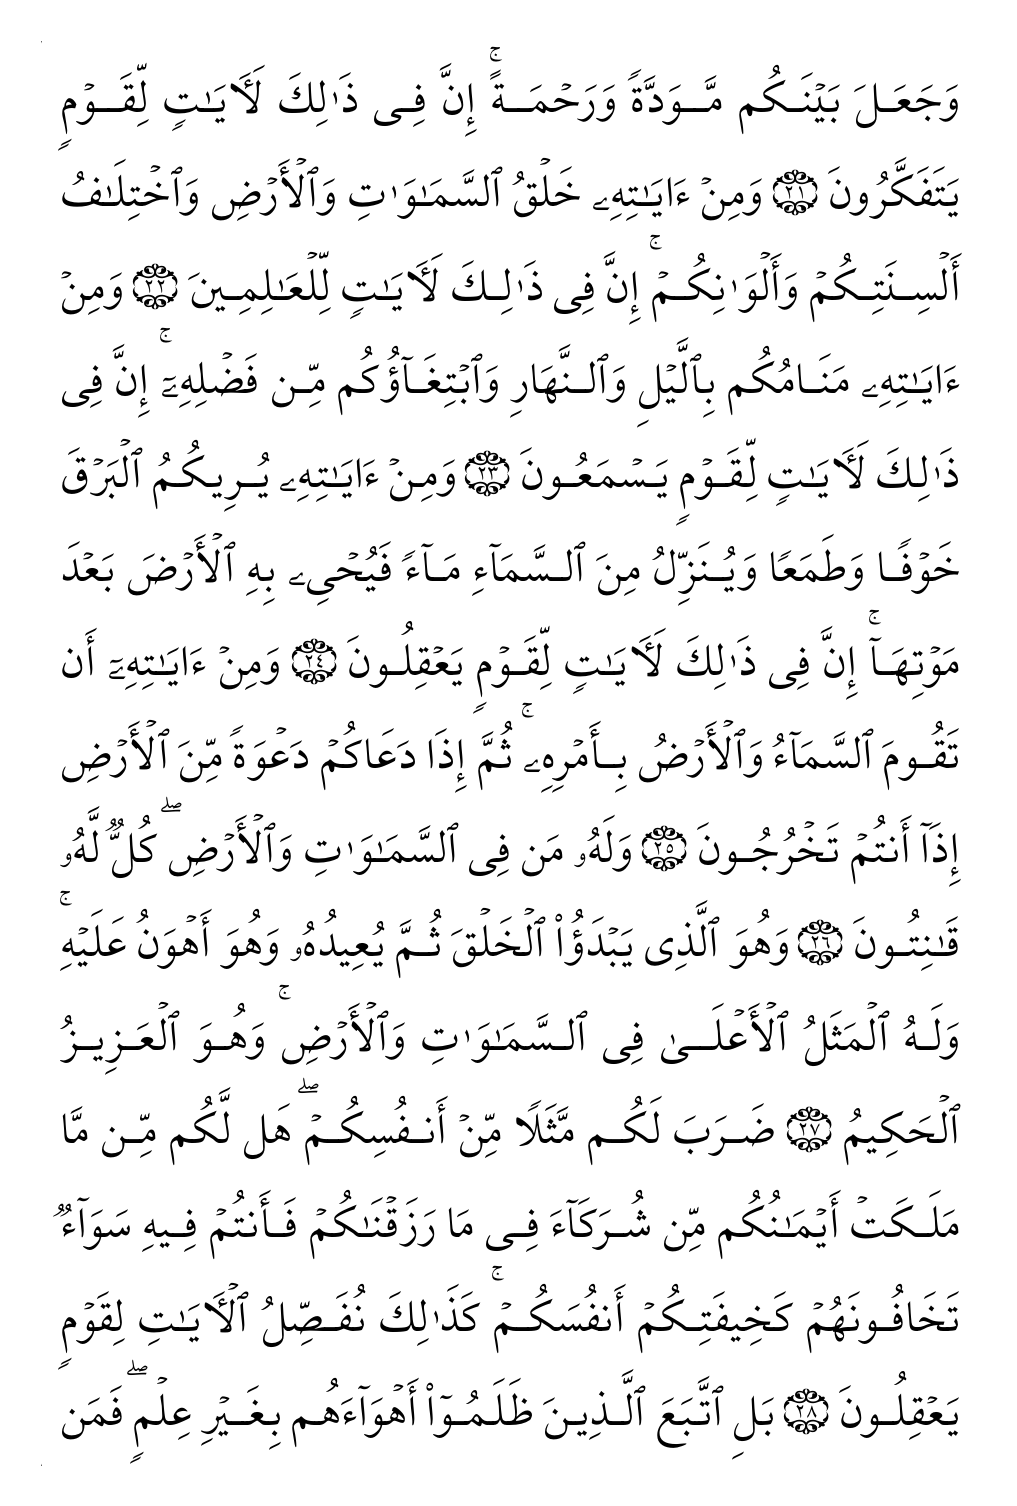 وَجَعَلَ بَيۡنَكُم مَّوَدَّةٗ وَرَحۡمَةًۚ إِنَّ فِى ذَٰلِكَ لَأٓيَٰتٖ لِّقَوۡمٖ
يَتَفَكَّرُونَ ۝٢١ وَمِنۡ ءَايَٰتِهِۦ خَلۡقُ ٱلسَّمَٰوَٰتِ وَٱلۡأَرۡضِ وَٱخۡتِلَٰفُ
أَلۡسِنَتِكُمۡ وَأَلۡوَٰنِكُمۡۚ إِنَّ فِى ذَٰلِكَ لَأٓيَٰتٖ لِّلۡعَٰلِمِينَ ۝٢٢ وَمِنۡ
ءَايَٰتِهِۦ مَنَامُكُم بِٱلَّيۡلِ وَٱلنَّهَارِ وَٱبۡتِغَآؤُكُم مِّن فَضۡلِهِۦٓۚ إِنَّ فِى
ذَٰلِكَ لَأٓيَٰتٖ لِّقَوۡمٖ يَسۡمَعُونَ ۝٢٣ وَمِنۡ ءَايَٰتِهِۦ يُرِيكُمُ ٱلۡبَرۡقَ
خَوۡفٗا وَطَمَعٗا وَيُنَزِّلُ مِنَ ٱلسَّمَآءِ مَآءٗ فَيُحۡىِۦ بِهِ ٱلۡأَرۡضَ بَعۡدَ
مَوۡتِهَآۚ إِنَّ فِى ذَٰلِكَ لَأٓيَٰتٖ لِّقَوۡمٖ يَعۡقِلُونَ ۝٢٤ وَمِنۡ ءَايَٰتِهِۦٓ أَن
تَقُومَ ٱلسَّمَآءُ وَٱلۡأَرۡضُ بِأَمۡرِهِۦۚ ثُمَّ إِذَا دَعَاكُمۡ دَعۡوَةٗ مِّنَ ٱلۡأَرۡضِ
إِذَآ أَنتُمۡ تَخۡرُجُونَ ۝٢٥ وَلَهُۥ مَن فِى ٱلسَّمَٰوَٰتِ وَٱلۡأَرۡضِۖ كُلّٞ لَّهُۥ
قَٰنِتُونَ ۝٢٦ وَهُوَ ٱلَّذِى يَبۡدَؤُاْ ٱلۡخَلۡقَ ثُمَّ يُعِيدُهُۥ وَهُوَ أَهۡوَنُ عَلَيۡهِۚ
وَلَهُ ٱلۡمَثَلُ ٱلۡأَعۡلَىٰ فِى ٱلسَّمَٰوَٰتِ وَٱلۡأَرۡضِۚ وَهُوَ ٱلۡعَزِيزُ
ٱلۡحَكِيمُ ۝٢٧ ضَرَبَ لَكُم مَّثَلٗا مِّنۡ أَنفُسِكُمۡۖ هَل لَّكُم مِّن مَّا
مَلَكَتۡ أَيۡمَٰنُكُم مِّن شُرَكَآءَ فِى مَا رَزَقۡنَٰكُمۡ فَأَنتُمۡ فِيهِ سَوَآءٞ
تَخَافُونَهُمۡ كَخِيفَتِكُمۡ أَنفُسَكُمۡۚ كَذَٰلِكَ نُفَصِّلُ ٱلۡأٓيَٰتِ لِقَوۡمٖ
يَعۡقِلُونَ ۝٢٨ بَلِ ٱتَّبَعَ ٱلَّذِينَ ظَلَمُوٓاْ أَهۡوَآءَهُم بِغَيۡرِ عِلۡمٖۖ فَمَن